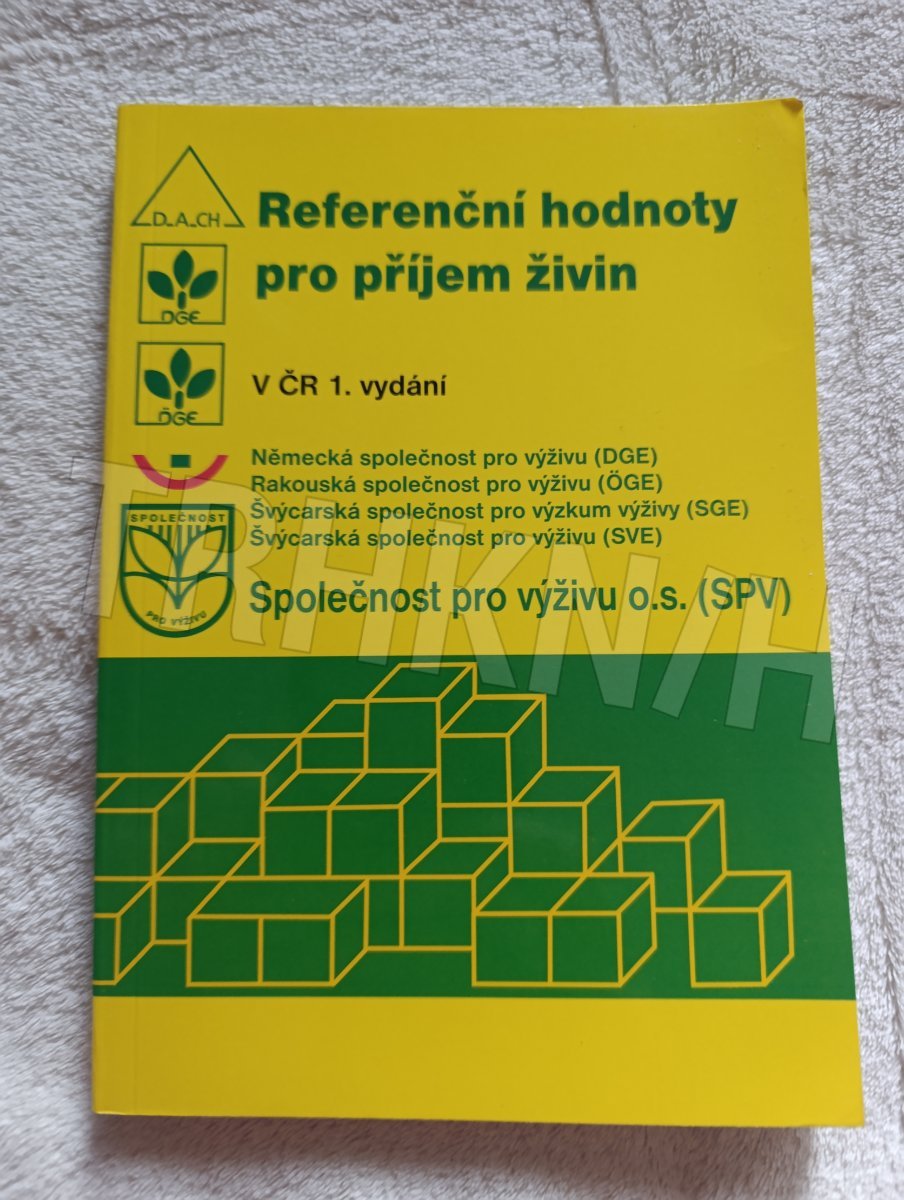 D_A_CH
Referenční hodnoty
pro příjem živin
DGE
ÖGE
V ČR 1. vydání
Německá společnost pro výživu (DGE)
Rakouská společnost pro výživu (ÖGE)
Švýcarská společnost pro výzkum výživy (SGE)
Švýcarská společnost pro výživu (SVE)
SPOLEČNOST
PRO VÝŽIVU
Společnost pro výživu o.s. (SPV)
TRHKNIH